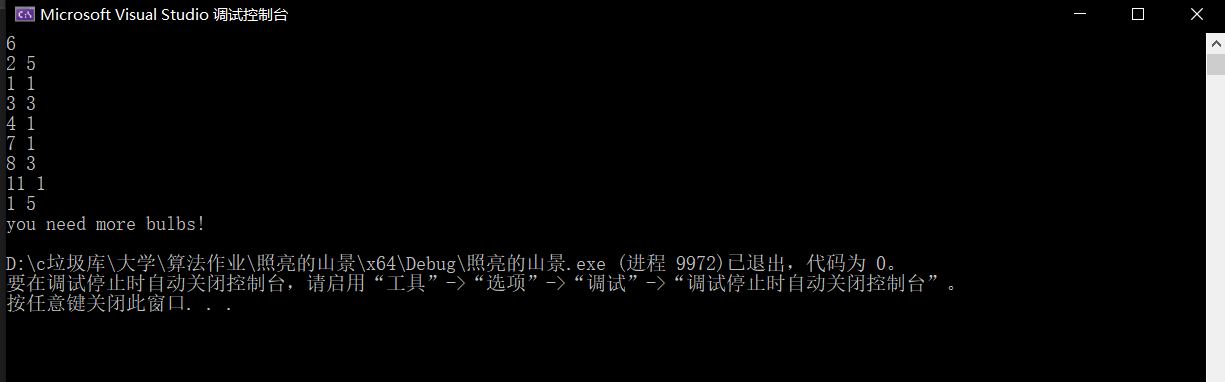 Microsoft Visual Studio 调试控制台
6
2 5
1 1
3 3
4 1
7 1
8 3
11 1
1 5
you need more bulbs!
D:\c垃圾库\大学\算法作业\照亮的山景\x64\Debug\照亮的山景.exe (进程 9972)已退出，代码为 0。
要在调试停止时自动关闭控制台，请启用“工具”->“选项”->“调试”->“调试停止时自动关闭控制台”。
按任意键关闭此窗口. . .